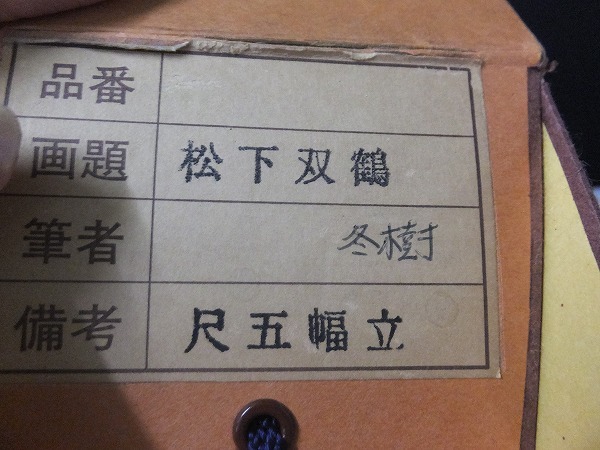 品番
画題 松下双鶴
筆者 冬樹
備考 尺五幅立